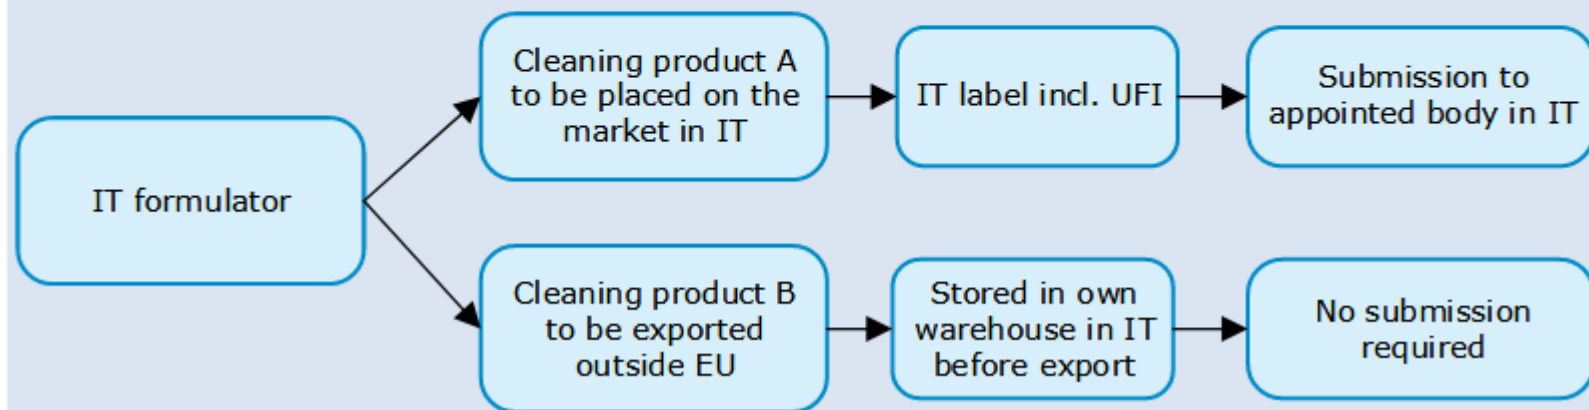 IT formulator
Cleaning product A
to be placed on the
market in IT
IT label incl. UFI
Submission to
appointed body in IT
Cleaning product B
to be exported
outside EU
Stored in own
warehouse in IT
before export
No submission
required